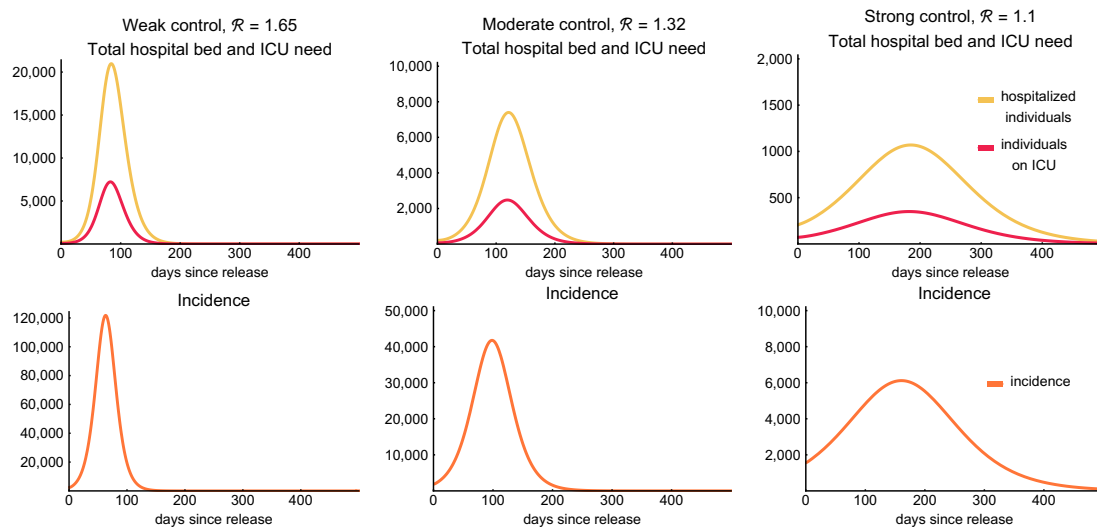 Weak control, ℛ = 1.65
Total hospital bed and ICU need
20,000
15,000
10,000
5,000
0
100
200
300
400
days since release
Moderate control, ℛ = 1.32
Total hospital bed and ICU need
10,000
8,000
6,000
4,000
2,000
0
100
200
300
400
days since release
Strong control, ℛ = 1.1
Total hospital bed and ICU need
2,000
1500
1000
500
0
100
200
300
400
days since release
hospitalized
individuals
individuals
on ICU
Incidence
120,000
100,000
80,000
60,000
40,000
20,000
0
100
200
300
400
days since release
Incidence
50,000
40,000
30,000
20,000
10,000
0
100
200
300
400
days since release
Incidence
10,000
8,000
6,000
4,000
2,000
0
100
200
300
400
days since release
incidence